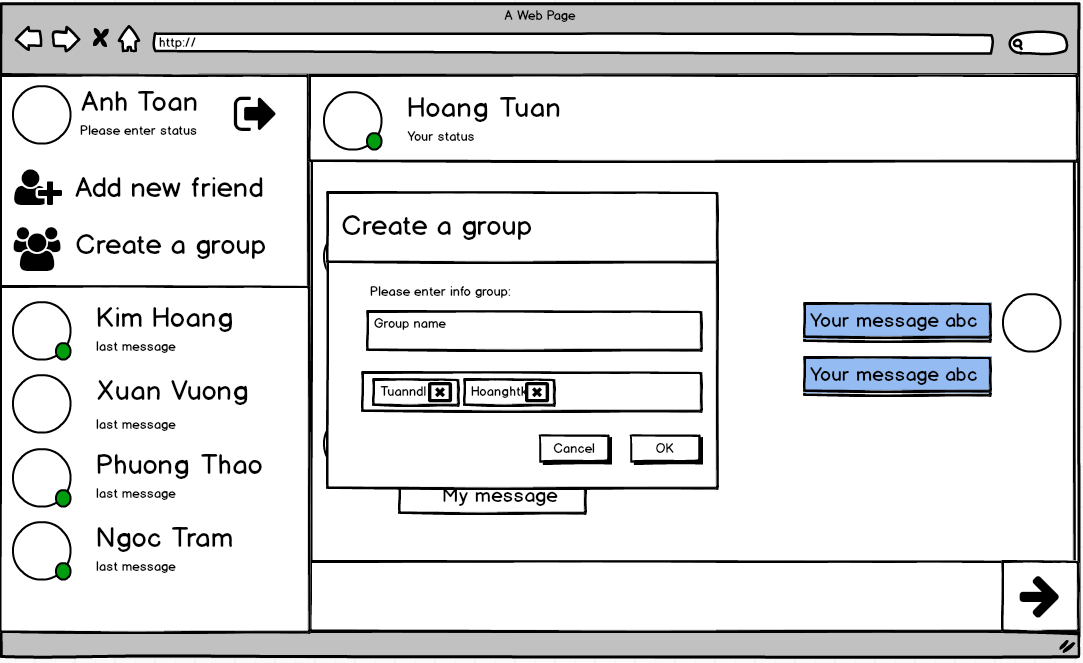 A Web Page
http://
Anh Toan
Please enter status
Add new friend
Create a group
Kim Hoang
last message
Xuan Vuong
last message
Phuong Thao
last message
Ngoc Tram
last message
Hoang Tuan
Your status
Create a group
Please enter info group:
Group name
Tuanndl
Hoanghtk
Cancel
OK
My message
Your message abc
Your message abc